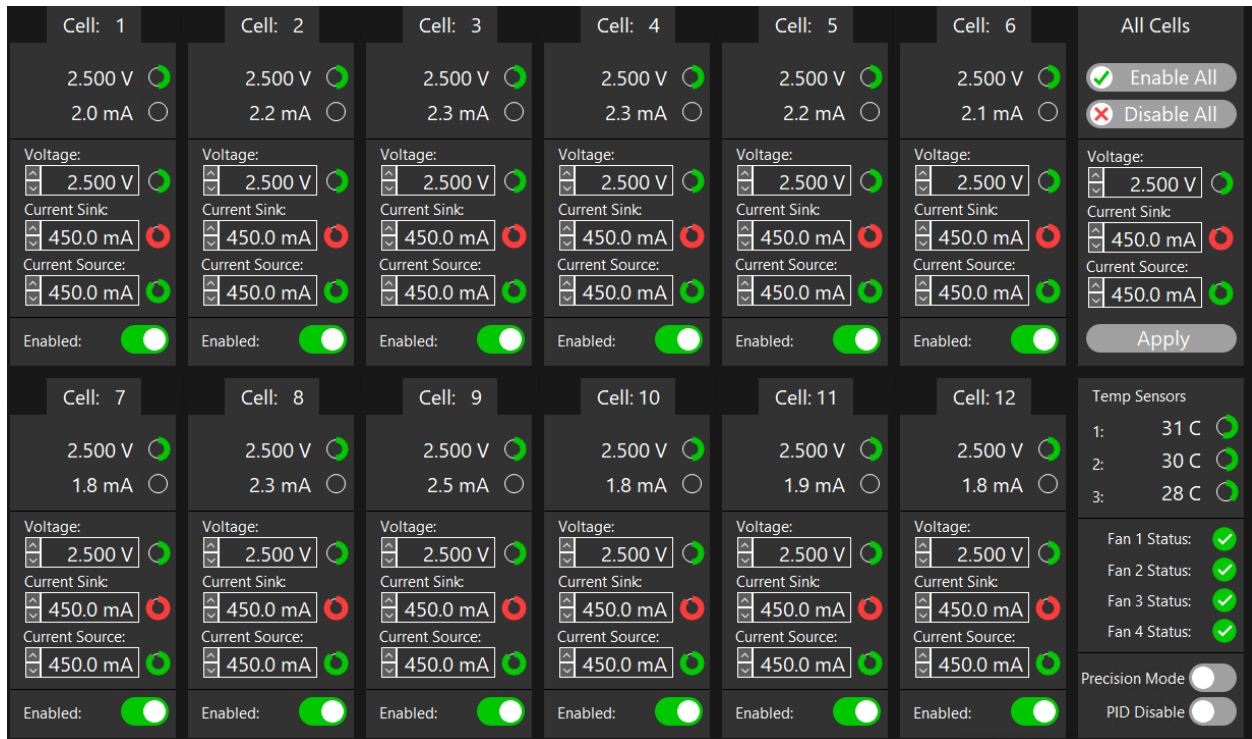 Cell: 1
2.500 V
2.0 mA
Voltage:
2.500 V
Current Sink:
450.0 mA
Current Source:
450.0 mA
Enabled:
Cell: 2
2.500 V
2.2 mA
Voltage:
2.500 V
Current Sink:
450.0 mA
Current Source:
450.0 mA
Enabled:
Cell: 3
2.500 V
2.3 mA
Voltage:
2.500 V
Current Sink:
450.0 mA
Current Source:
450.0 mA
Enabled:
Cell: 4
2.500 V
2.3 mA
Voltage:
2.500 V
Current Sink:
450.0 mA
Current Source:
450.0 mA
Enabled:
Cell: 5
2.500 V
2.2 mA
Voltage:
2.500 V
Current Sink:
450.0 mA
Current Source:
450.0 mA
Enabled:
Cell: 6
2.500 V
2.1 mA
Voltage:
2.500 V
Current Sink:
450.0 mA
Current Source:
450.0 mA
Enabled:
All Cells
Enable All
Disable All
Voltage:
2.500 V
Current Sink:
450.0 mA
Current Source:
450.0 mA
Apply
Cell: 7
2.500 V
1.8 mA
Voltage:
2.500 V
Current Sink:
450.0 mA
Current Source:
450.0 mA
Enabled:
Cell: 8
2.500 V
2.3 mA
Voltage:
2.500 V
Current Sink:
450.0 mA
Current Source:
450.0 mA
Enabled:
Cell: 9
2.500 V
2.5 mA
Voltage:
2.500 V
Current Sink:
450.0 mA
Current Source:
450.0 mA
Enabled:
Cell: 10
2.500 V
1.8 mA
Voltage:
2.500 V
Current Sink:
450.0 mA
Current Source:
450.0 mA
Enabled:
Cell: 11
2.500 V
1.9 mA
Voltage:
2.500 V
Current Sink:
450.0 mA
Current Source:
450.0 mA
Enabled:
Cell: 12
2.500 V
1.8 mA
Voltage:
2.500 V
Current Sink:
450.0 mA
Current Source:
450.0 mA
Enabled:
Temp Sensors
1: 31 C
2: 30 C
3: 28 C
Fan 1 Status:
Fan 2 Status:
Fan 3 Status:
Fan 4 Status:
Precision Mode
PID Disable